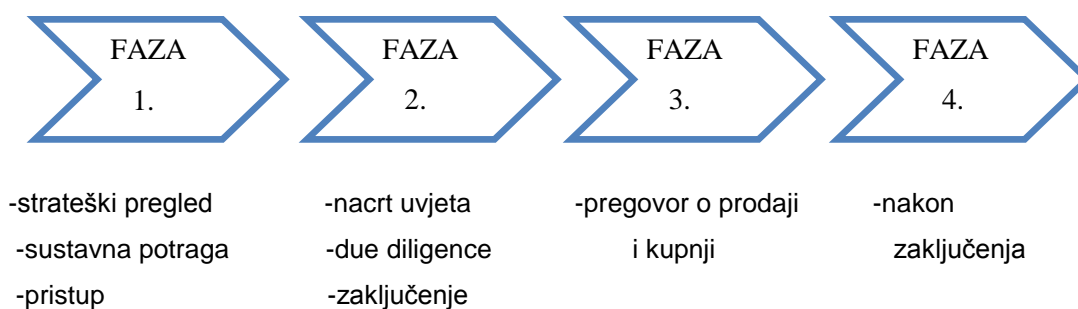 FAZA
1.
FAZA
2.
FAZA
3.
FAZA
4.
-strateški pregled
-sustavna potraga
-pristup
-nacrt uvjeta
-due diligence
-zaključenje
-pregovor o prodaji
i kupnji
-nakon
zaključenja